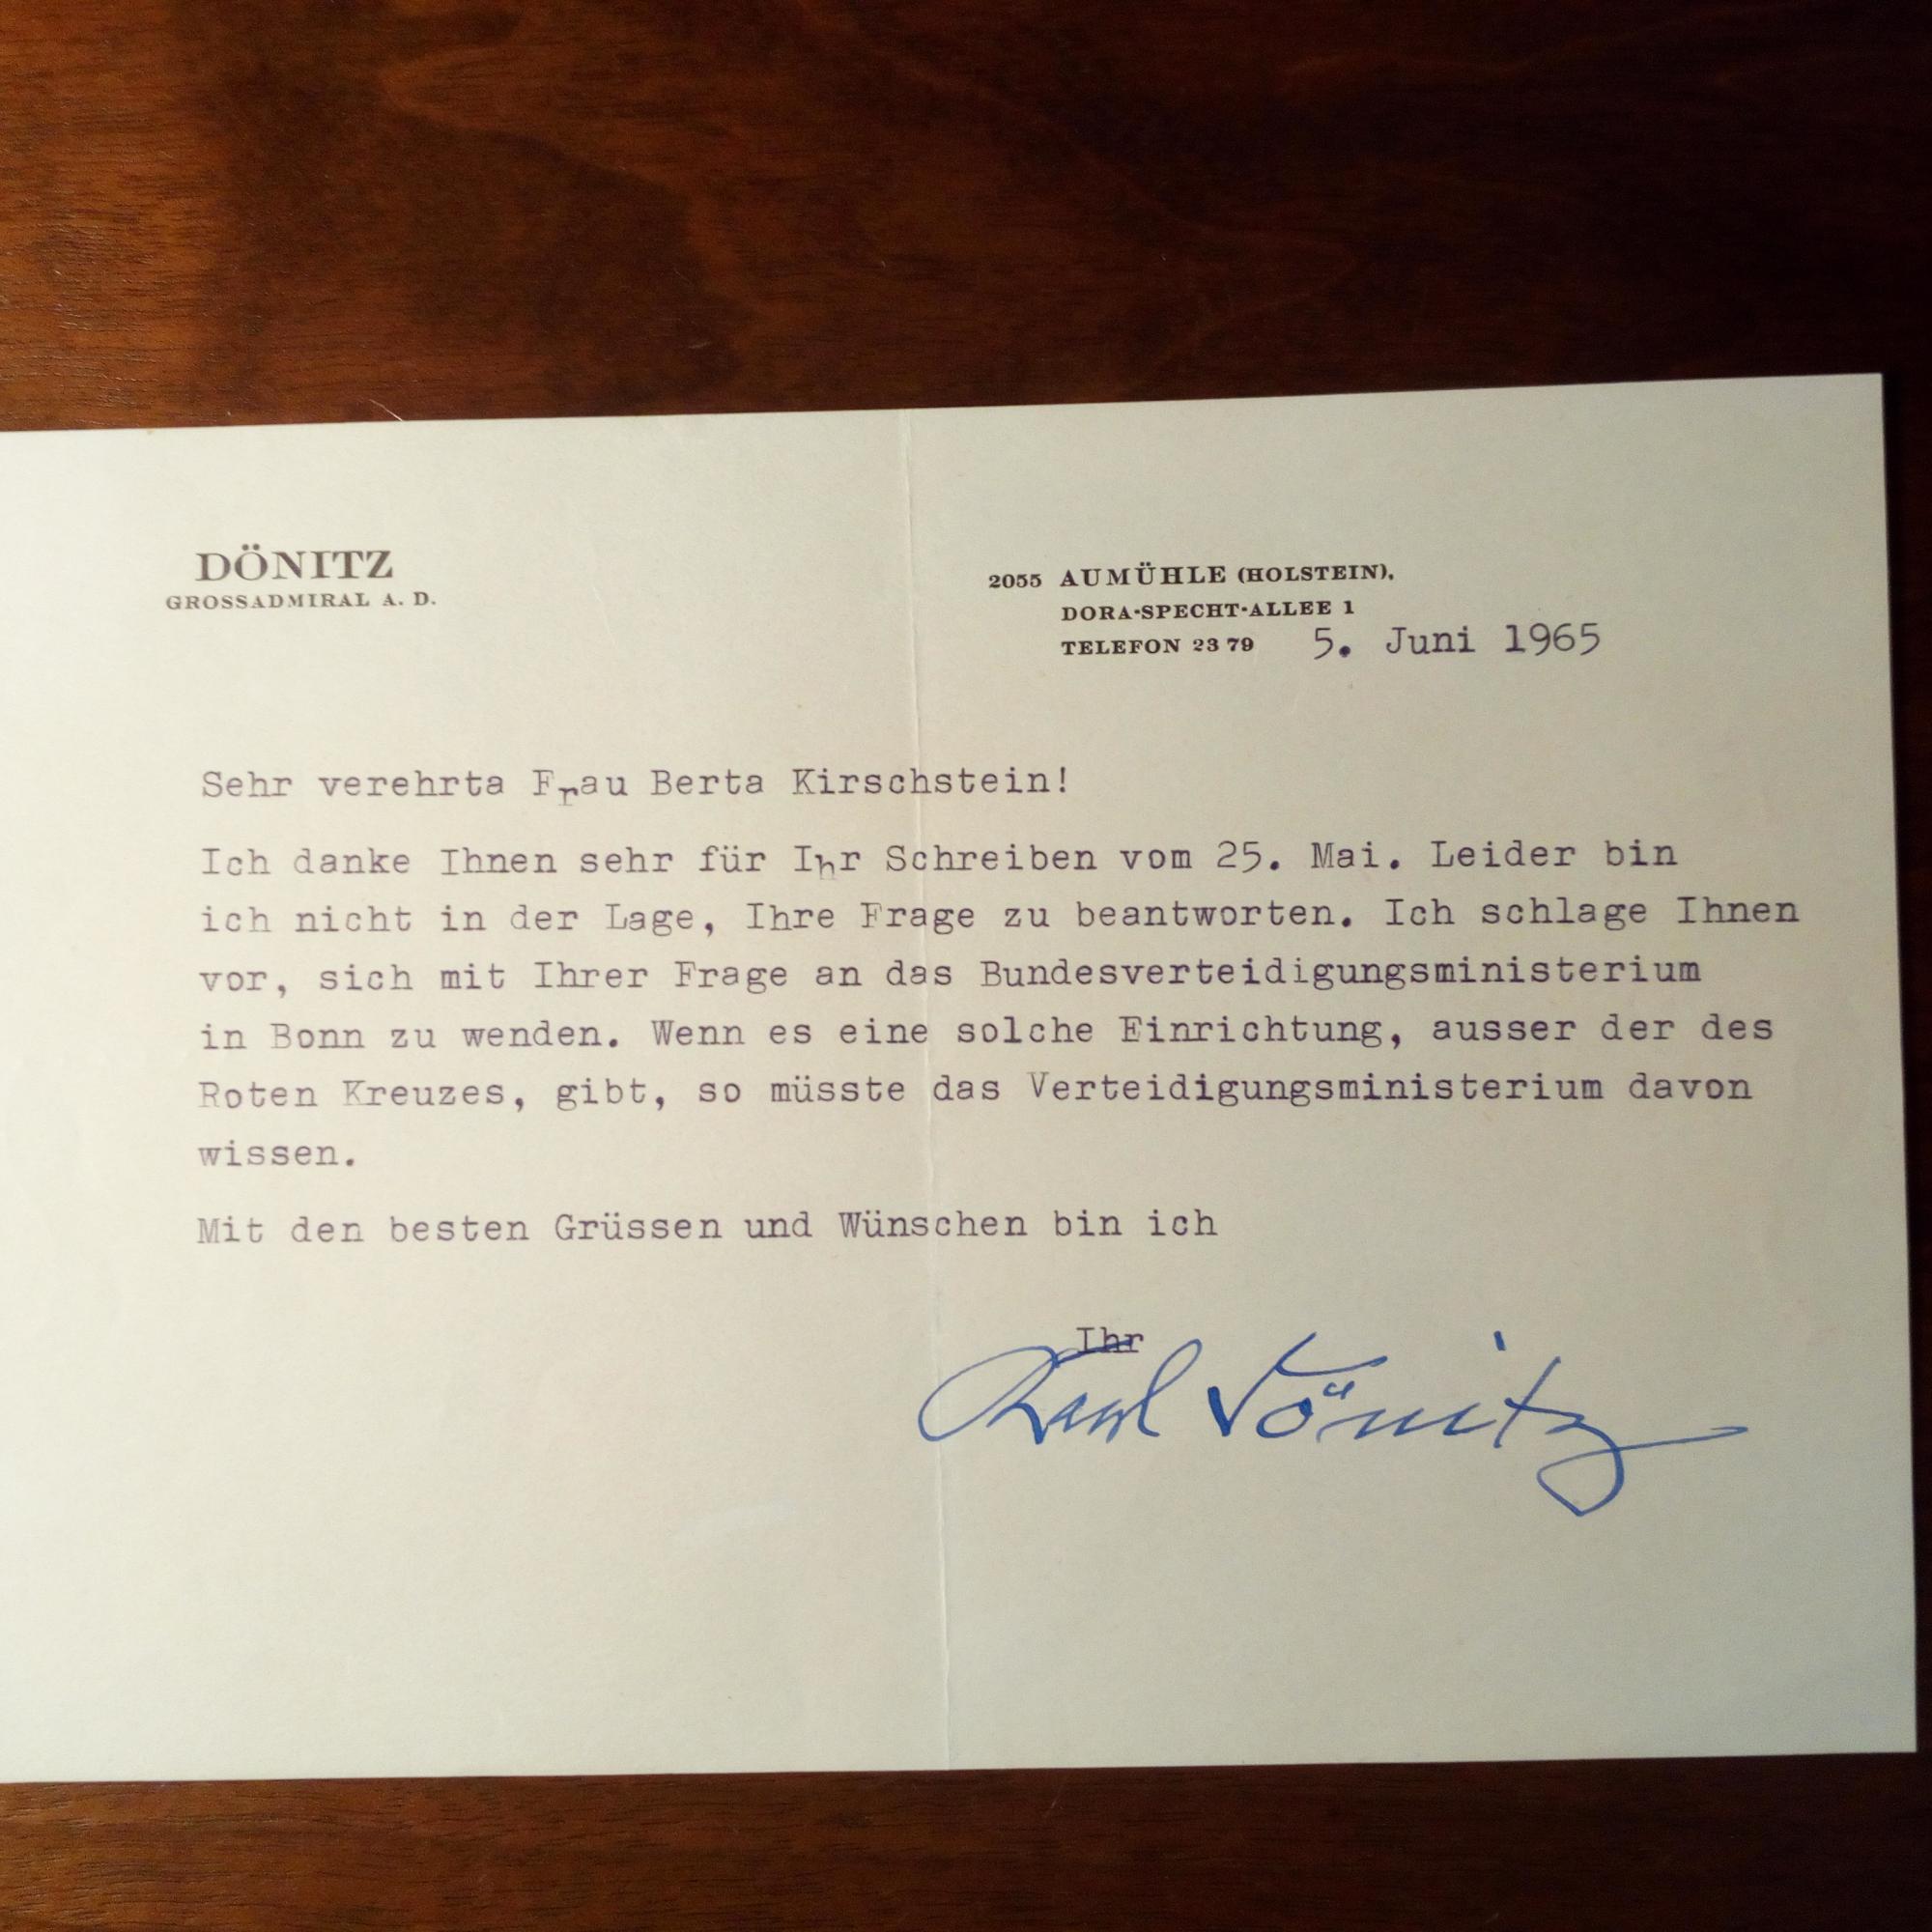 DÖNITZ
GROSSADMIRAL A. D.
2055 AUMÜHLE (HOLSTEIN),
DORA-SPECHT-ALLEE 1
TELEFON 23 79 5. Juni 1965
Sehr verehrta Frau Berta Kirschstein!
Ich danke Ihnen sehr für Ihr Schreiben vom 25. Mai. Leider bin
ich nicht in der Lage, Ihre Frage zu beantworten. Ich schlage Ihnen
vor, sich mit Ihrer Frage an das Bundesverteidigungsministerium
in Bonn zu wenden. Wenn es eine solche Einrichtung, ausser der des
Roten Kreuzes, gibt, so müsste das Verteidigungsministerium davon
wissen.
Mit den besten Grüssen und Wünschen bin ich
Ihr
Karl Dönitz